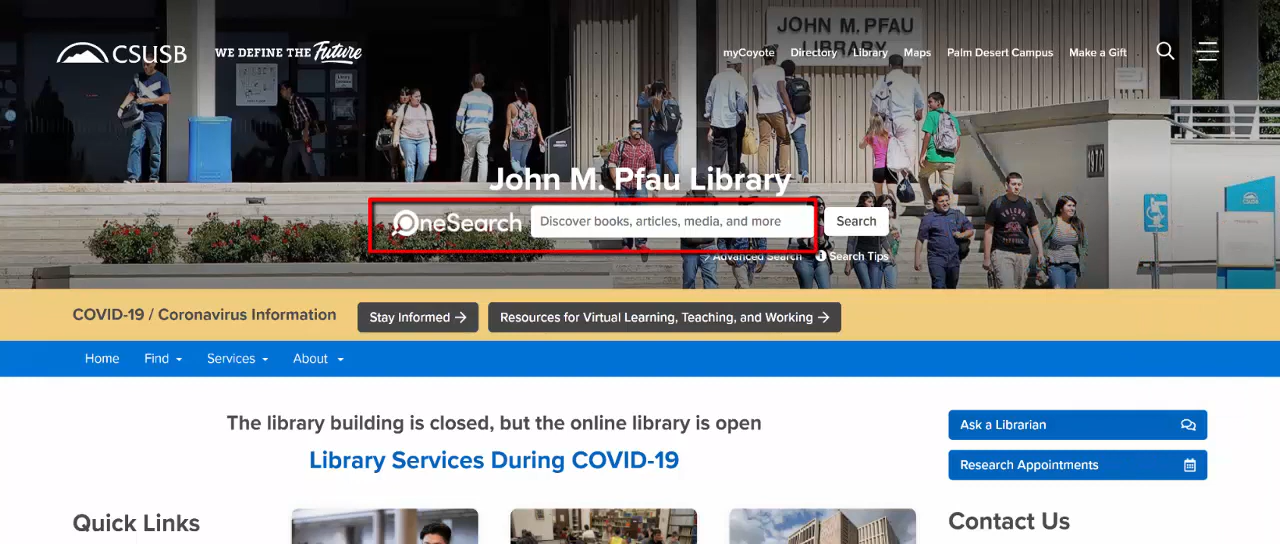 JOHN M. PFAU
LIBRARY
CSUSB
WE DEFINE THE Future
myCoyote Directory Library Maps Palm Desert Campus Make a Gift
1970
John M. Pfau Library
OneSearch Discover books, articles, media, and more Search
Advanced Search Search Tips
COVID-19 / Coronavirus Information Stay Informed → Resources for Virtual Learning, Teaching, and Working →
Home Find Services About
The library building is closed, but the online library is open
Library Services During COVID-19
Ask a Librarian
Research Appointments
Quick Links
Contact Us